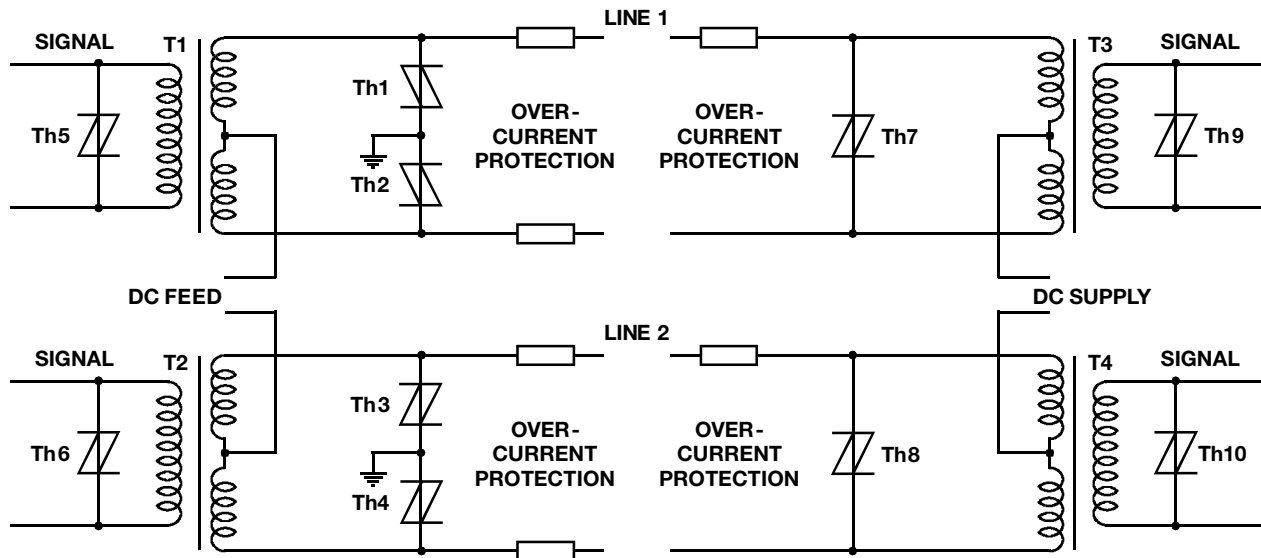 LINE 1
SIGNAL
T1
T3
SIGNAL
Th1
OVER-
CURRENT
PROTECTION
OVER-
CURRENT
PROTECTION
Th5
Th7
Th9
Th2
DC FEED
DC SUPPLY
LINE 2
SIGNAL
T2
T4
SIGNAL
Th3
OVER-
CURRENT
PROTECTION
OVER-
CURRENT
PROTECTION
Th6
Th8
Th10
Th4